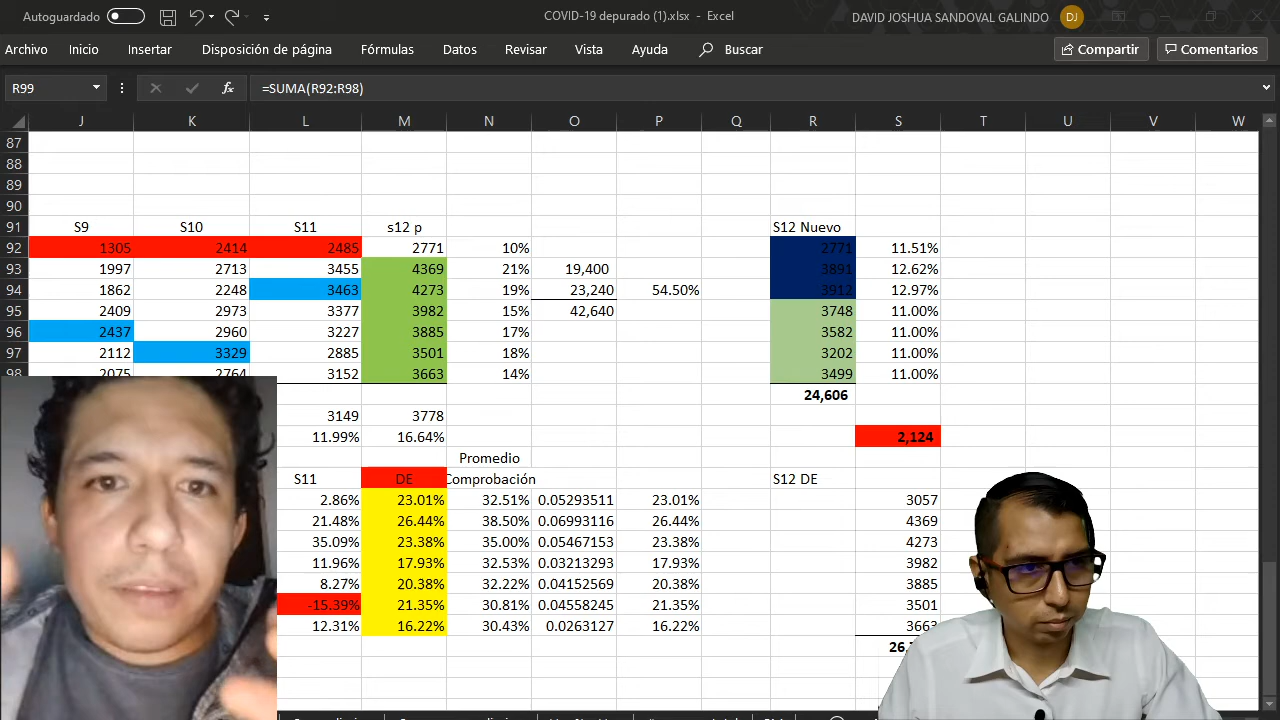 Autoguardado COVID-19 depurado (1).xlsx - Excel DAVID JOSHUA SANDOVAL GALINDO DJ
Archivo Inicio Insertar Disposición de página Fórmulas Datos Revisar Vista Ayuda Buscar Compartir Comentarios
R99 fx =SUMA(R92:R98)
J K L M N O P Q R S T U V W
87
88
89
90
91 S9 S10 S11 s12 p S12 Nuevo
92 1305 2414 2485 2771 10% 2771 11.51%
93 1997 2713 3455 4369 21% 19,400 3891 12.62%
94 1862 2248 3463 4273 19% 23,240 54.50% 3912 12.97%
95 2409 2973 3377 3982 15% 42,640 3748 11.00%
96 2437 2960 3227 3885 17% 3582 11.00%
97 2112 3329 2885 3501 18% 3202 11.00%
98 2075 2764 3152 3663 14% 3499 11.00%
24,606
3149 3778
11.99% 16.64% 2,124
Promedio
S11 DE Comprobación S12 DE
2.86% 23.01% 32.51% 0.05293511 23.01% 3057
21.48% 26.44% 38.50% 0.06993116 26.44% 4369
35.09% 23.38% 35.00% 0.05467153 23.38% 4273
11.96% 17.93% 32.53% 0.03213293 17.93% 3982
8.27% 20.38% 32.22% 0.04152569 20.38% 3885
-15.39% 21.35% 30.81% 0.04558245 21.35% 3501
12.31% 16.22% 30.43% 0.0263127 16.22% 3663